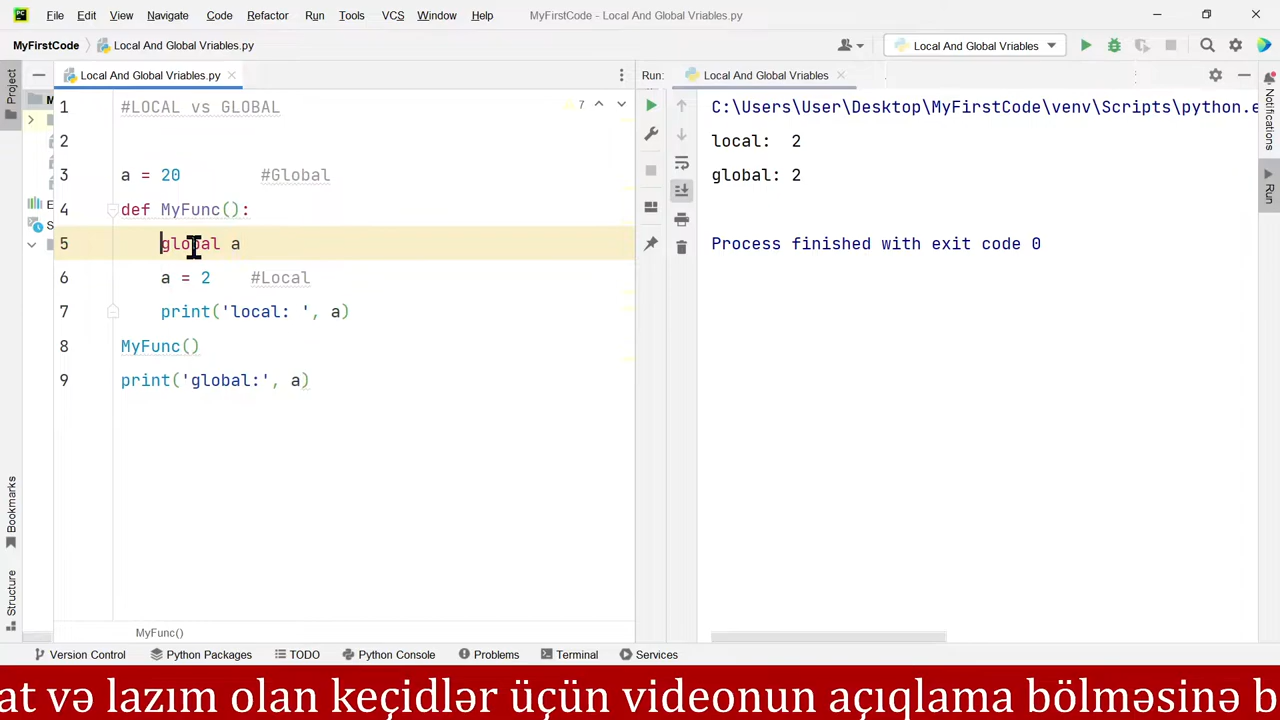 File Edit View Navigate Code Refactor Run Tools VCS Window Help MyFirstCode - Local And Global Vriables.py
MyFirstCode Local And Global Vriables.py Local And Global Vriables
Project
Local And Global Vriables.py
Run: Local And Global Vriables
Notifications
Run
7
1 #LOCAL vs GLOBAL
2
3 a = 20 #Global
4 def MyFunc():
5 global a
6 a = 2 #Local
7 print('local: ', a)
8 MyFunc()
9 print('global:', a)
C:\Users\User\Desktop\MyFirstCode\venv\Scripts\python.e
local:  2
global: 2
Process finished with exit code 0
Bookmarks
Structure
MyFunc()
Version Control Python Packages TODO Python Console Problems Terminal Services
at və lazım olan keçidlər üçün videonun açıqlama bölməsinə b